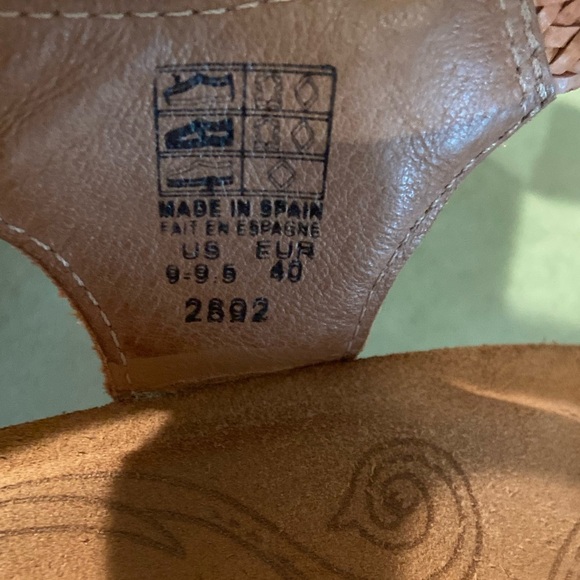 MADE IN SPAIN
FAIT EN ESPAGNE
US EUR
9-9.5 40
2892